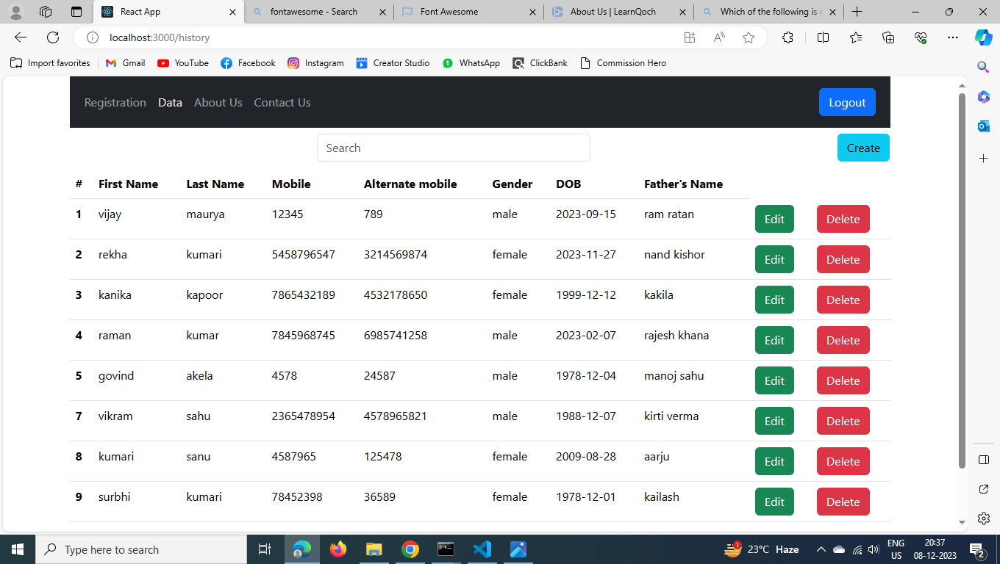 React App
fontawesome - Search
Font Awesome
About Us | LearnQoch
Which of the following is
localhost:3000/history
Import favorites
Gmail
YouTube
Facebook
Instagram
Creator Studio
WhatsApp
ClickBank
Commission Hero
Registration Data About Us Contact Us Logout
Search Create
# First Name Last Name Mobile Alternate mobile Gender DOB Father's Name
1 vijay maurya 12345 789 male 2023-09-15 ram ratan Edit Delete
2 rekha kumari 5458796547 3214569874 female 2023-11-27 nand kishor Edit Delete
3 kanika kapoor 7865432189 4532178650 female 1999-12-12 kakila Edit Delete
4 raman kumar 7845968745 6985741258 male 2023-02-07 rajesh khana Edit Delete
5 govind akela 4578 24587 male 1978-12-04 manoj sahu Edit Delete
7 vikram sahu 2365478954 4578965821 male 1988-12-07 kirti verma Edit Delete
8 kumari sanu 4587965 125478 female 2009-08-28 aarju Edit Delete
9 surbhi kumari 78452398 36589 female 1978-12-01 kailash Edit Delete
Type here to search
1
23°C Haze
ENG
US
20:37
08-12-2023
2